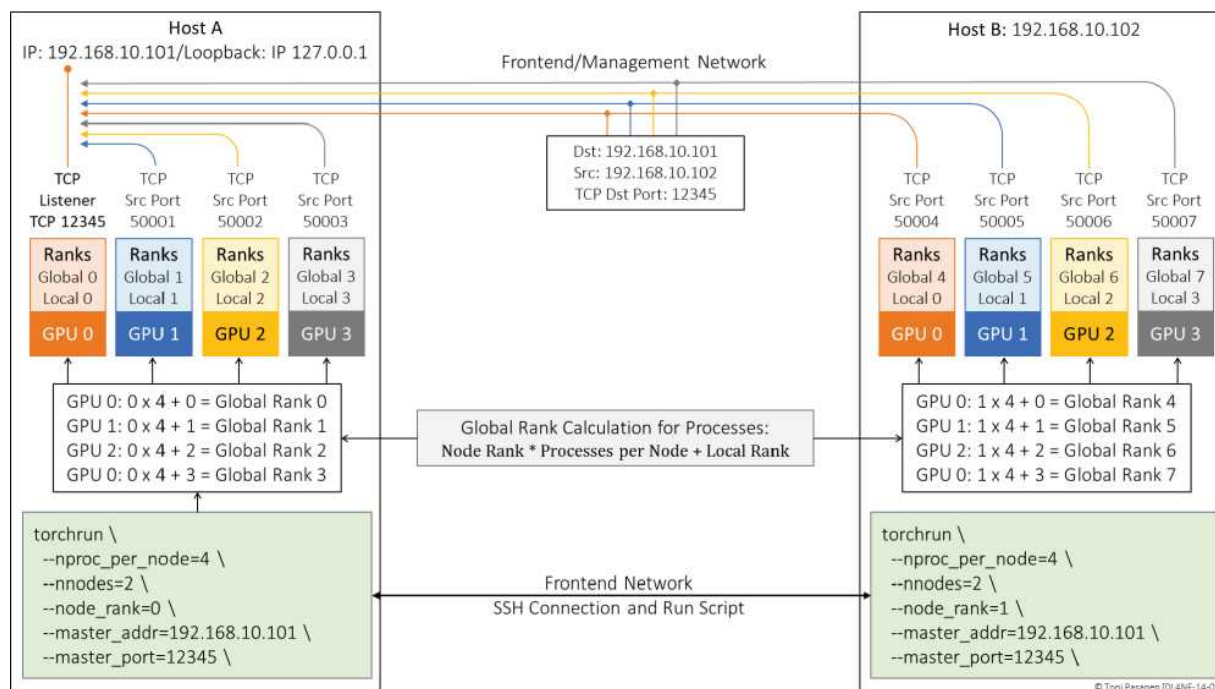 Host A
IP: 192.168.10.101/Loopback: IP 127.0.0.1
Host B: 192.168.10.102
Frontend/Management Network
Dst: 192.168.10.101
Src: 192.168.10.102
TCP Dst Port: 12345
TCP
Listener
TCP 12345
TCP
Src Port
50001
TCP
Src Port
50002
TCP
Src Port
50003
TCP
Src Port
50004
TCP
Src Port
50005
TCP
Src Port
50006
TCP
Src Port
50007
Ranks
Global 0
Local 0
GPU 0
Ranks
Global 1
Local 1
GPU 1
Ranks
Global 2
Local 2
GPU 2
Ranks
Global 3
Local 3
GPU 3
Ranks
Global 4
Local 0
GPU 0
Ranks
Global 5
Local 1
GPU 1
Ranks
Global 6
Local 2
GPU 2
Ranks
Global 7
Local 3
GPU 3
GPU 0: 0 x 4 + 0 = Global Rank 0
GPU 1: 0 x 4 + 1 = Global Rank 1
GPU 2: 0 x 4 + 2 = Global Rank 2
GPU 0: 0 x 4 + 3 = Global Rank 3
Global Rank Calculation for Processes:
Node Rank * Processes per Node + Local Rank
GPU 0: 1 x 4 + 0 = Global Rank 4
GPU 1: 1 x 4 + 1 = Global Rank 5
GPU 2: 1 x 4 + 2 = Global Rank 6
GPU 0: 1 x 4 + 3 = Global Rank 7
torchrun \
--nproc_per_node=4 \
--nnodes=2 \
--node_rank=0 \
--master_addr=192.168.10.101 \
--master_port=12345 \
Frontend Network
SSH Connection and Run Script
torchrun \
--nproc_per_node=4 \
--nnodes=2 \
--node_rank=1 \
--master_addr=192.168.10.101 \
--master_port=12345 \